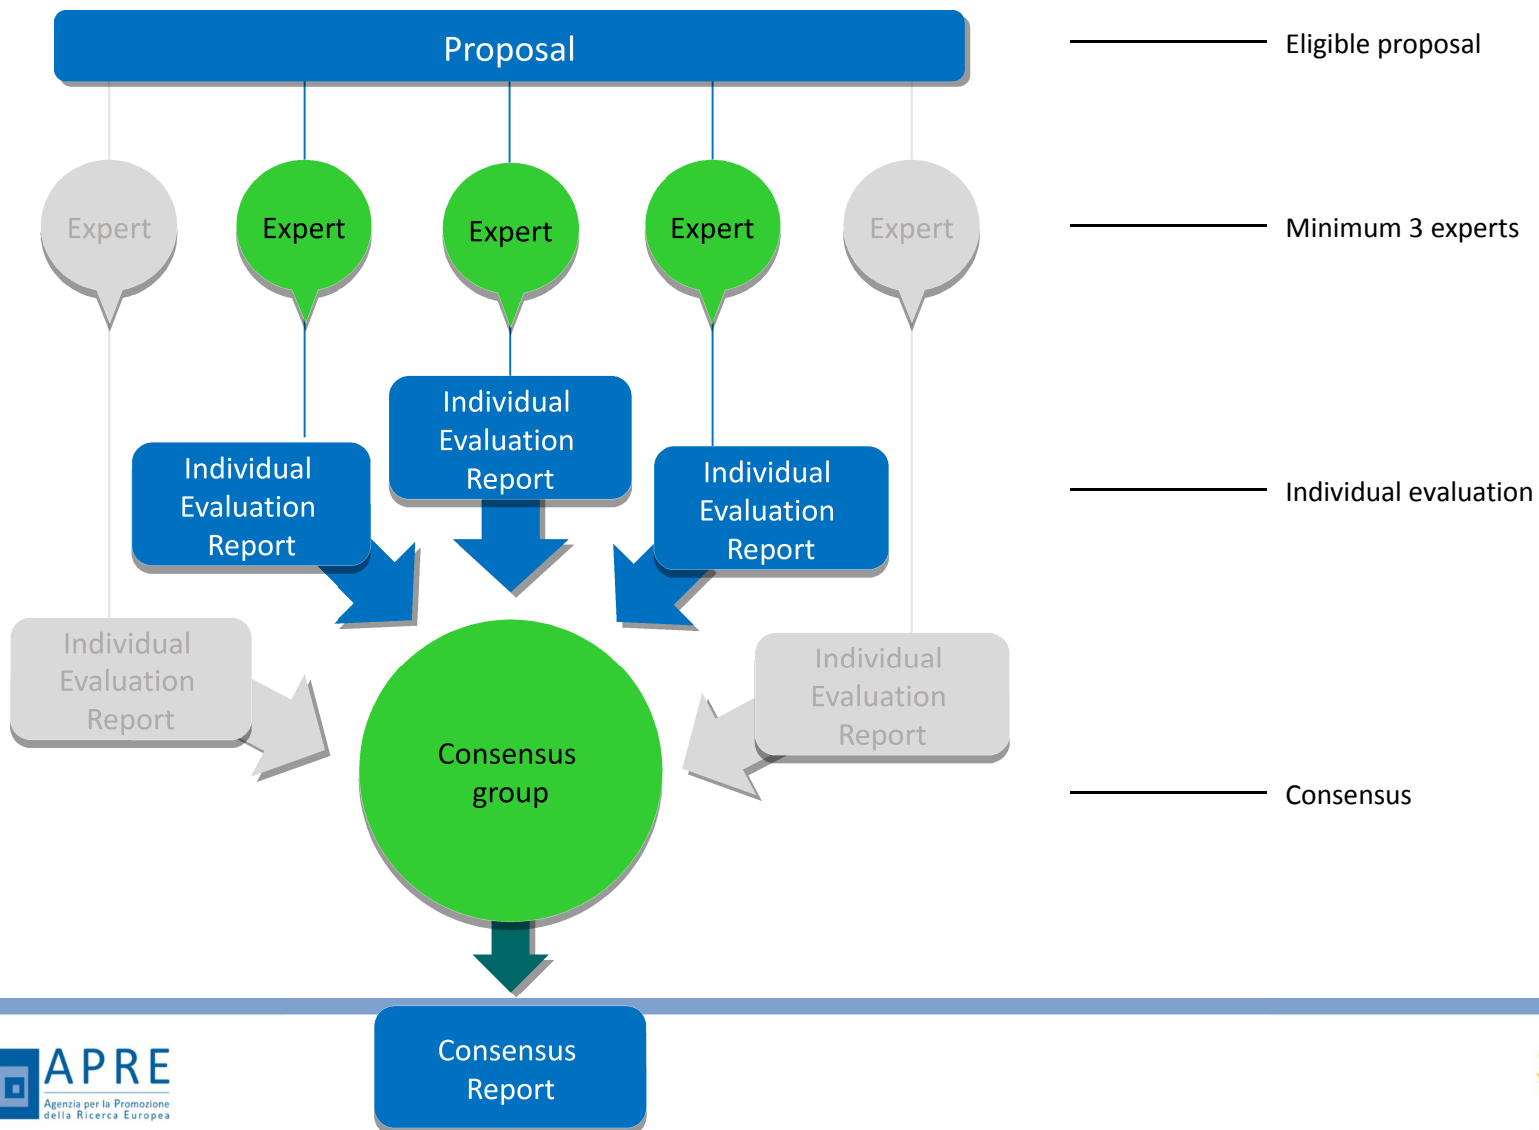 Proposal
Eligible proposal
Expert
Expert
Expert
Expert
Expert
Minimum 3 experts
Individual
Evaluation
Report
Individual
Evaluation
Report
Individual
Evaluation
Report
Individual evaluation
Individual
Evaluation
Report
Individual
Evaluation
Report
Consensus
group
Consensus
Consensus
Report
APRE
Agenzia per la Promozione
della Ricerca Europea